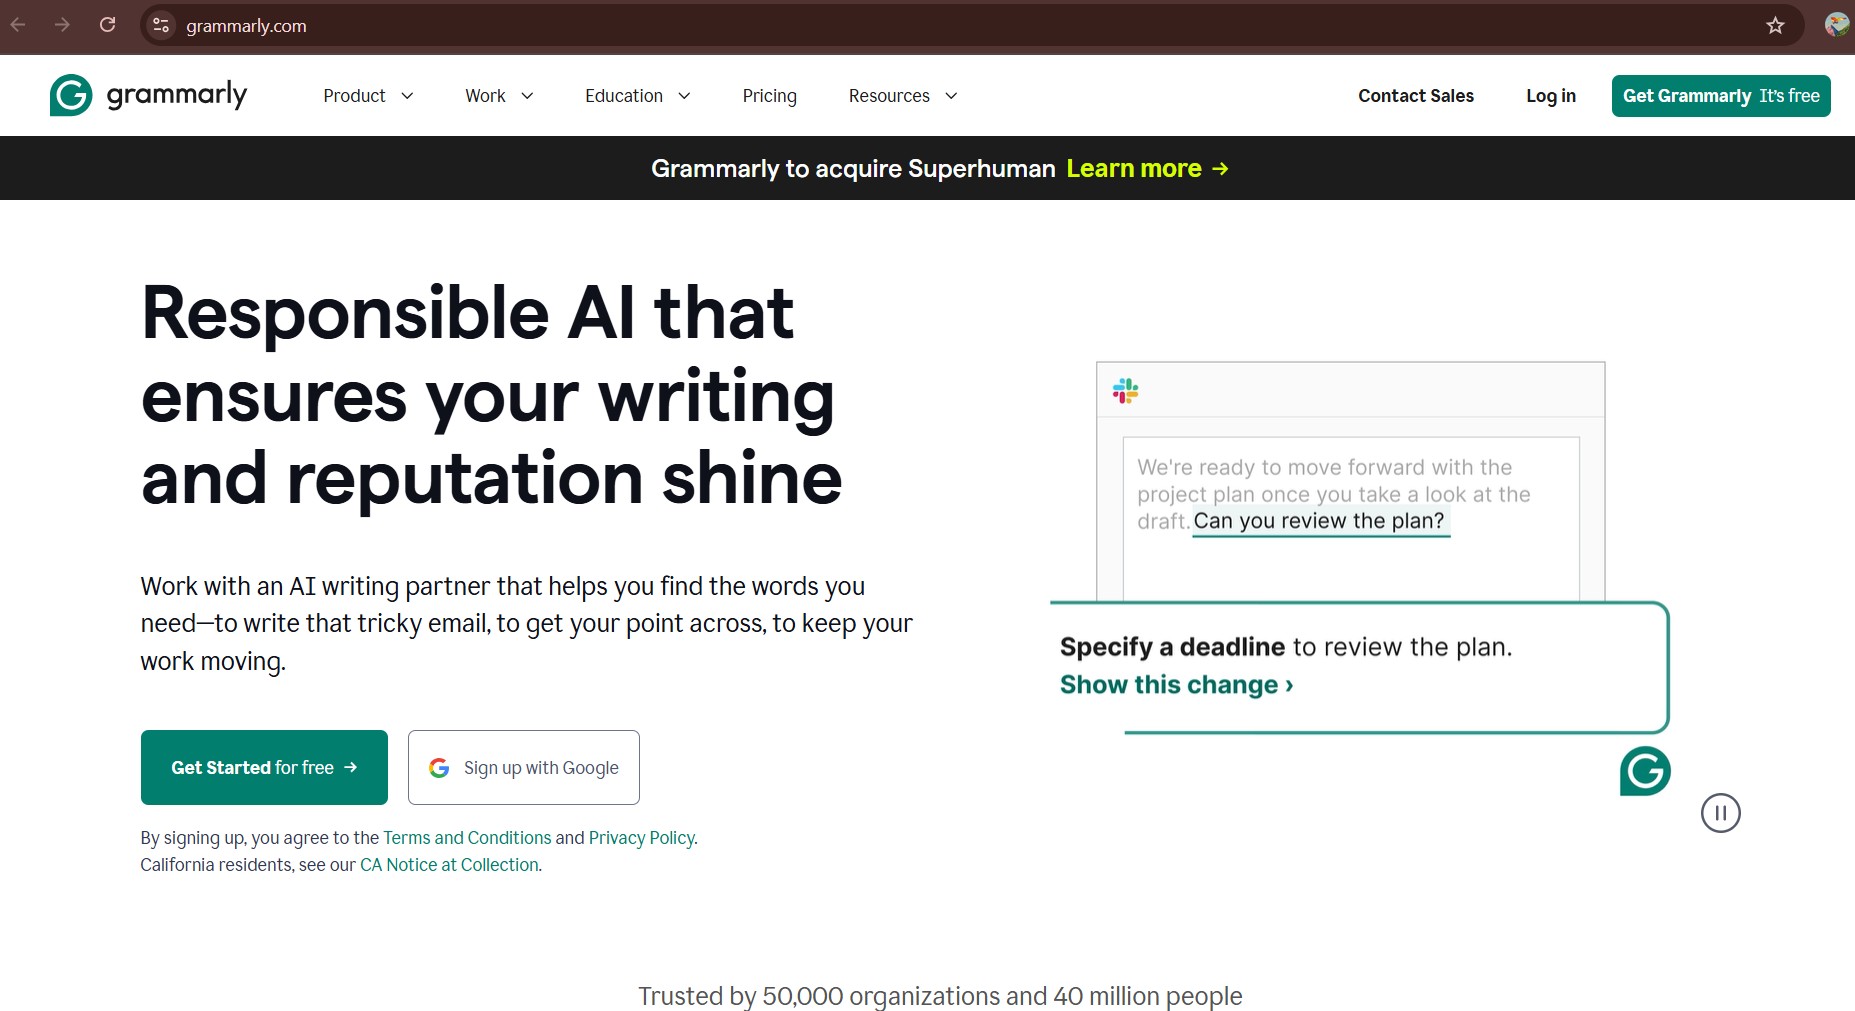 grammarly.com
grammarly
Product
Work
Education
Pricing
Resources
Contact Sales
Log in
Get Grammarly It's free
Grammarly to acquire Superhuman Learn more →
Responsible AI that
ensures your writing
and reputation shine
Work with an AI writing partner that helps you find the words you
need—to write that tricky email, to get your point across, to keep your
work moving.
Get Started for free →
Sign up with Google
By signing up, you agree to the Terms and Conditions and Privacy Policy.
California residents, see our CA Notice at Collection.
We're ready to move forward with the
project plan once you take a look at the
draft. Can you review the plan?
Specify a deadline to review the plan.
Show this change ›
Trusted by 50,000 organizations and 40 million people